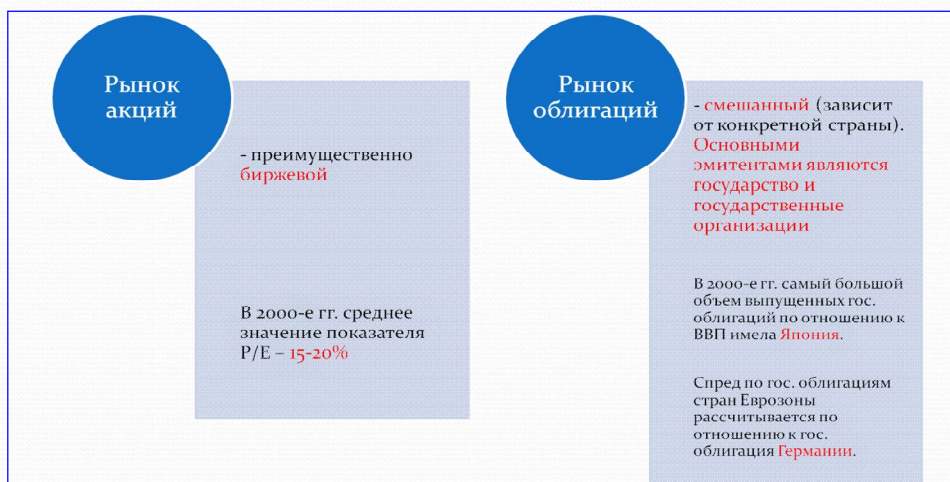 Рынок
акций
- преимущественно
биржевой
В 2000-е гг. среднее
значение показателя
P/E – 15-20%
Рынок
облигаций
- смешанный (зависит
от конкретной страны).
Основными
эмитентами являются
государство и
государственные
организации
В 2000-е гг. самый большой
объем выпущенных гос.
облигаций по отношению к
ВВП имела Япония.
Спред по гос. облигациям
стран Еврозоны
рассчитывается по
отношению к гос.
облигация Германии.